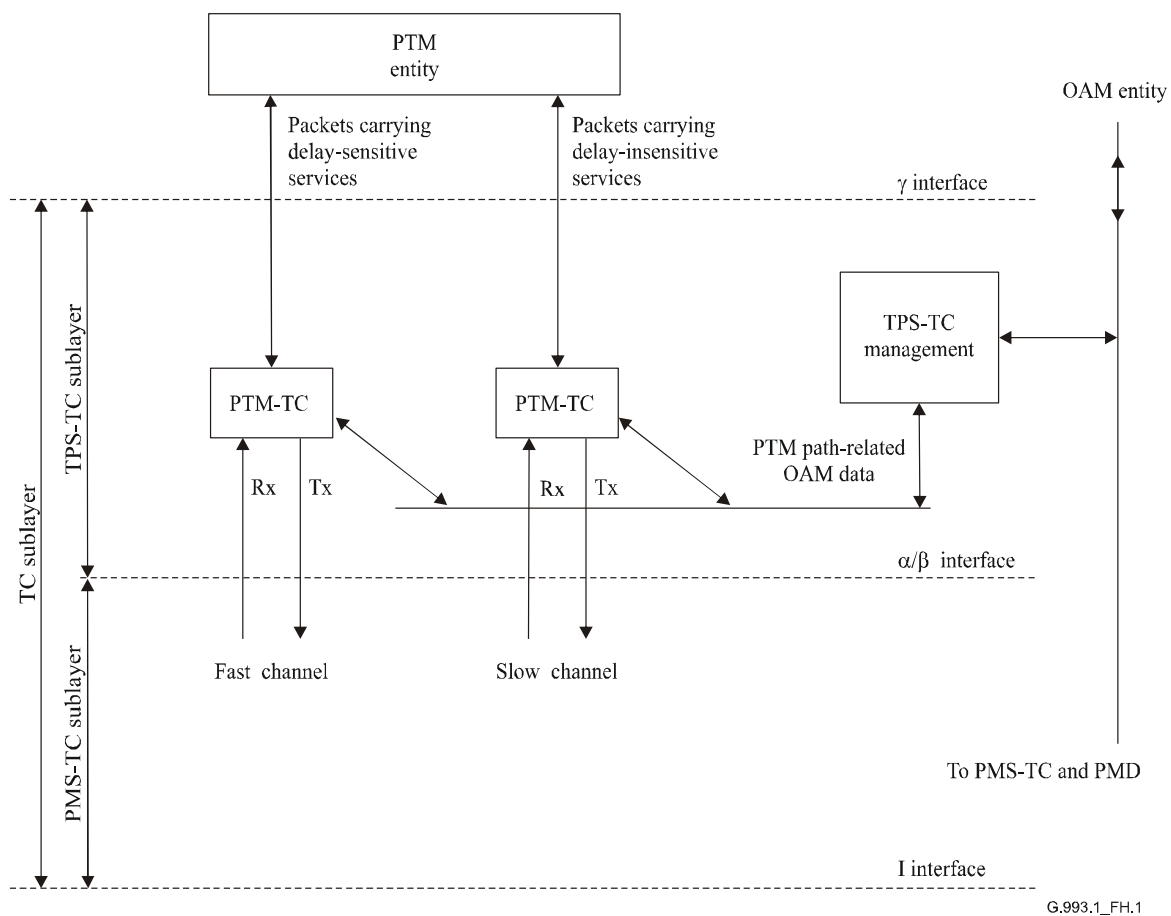 PTM
entity
OAM entity
Packets carrying
delay-sensitive
services
Packets carrying
delay-insensitive
services
γ interface
TPS-TC
management
PTM-TC
PTM-TC
PTM path-related
OAM data
Rx
Tx
Rx
Tx
TC sublayer
TPS-TC sublayer
α/β interface
Fast channel
Slow channel
PMS-TC sublayer
To PMS-TC and PMD
I interface
G.993.1_FH.1